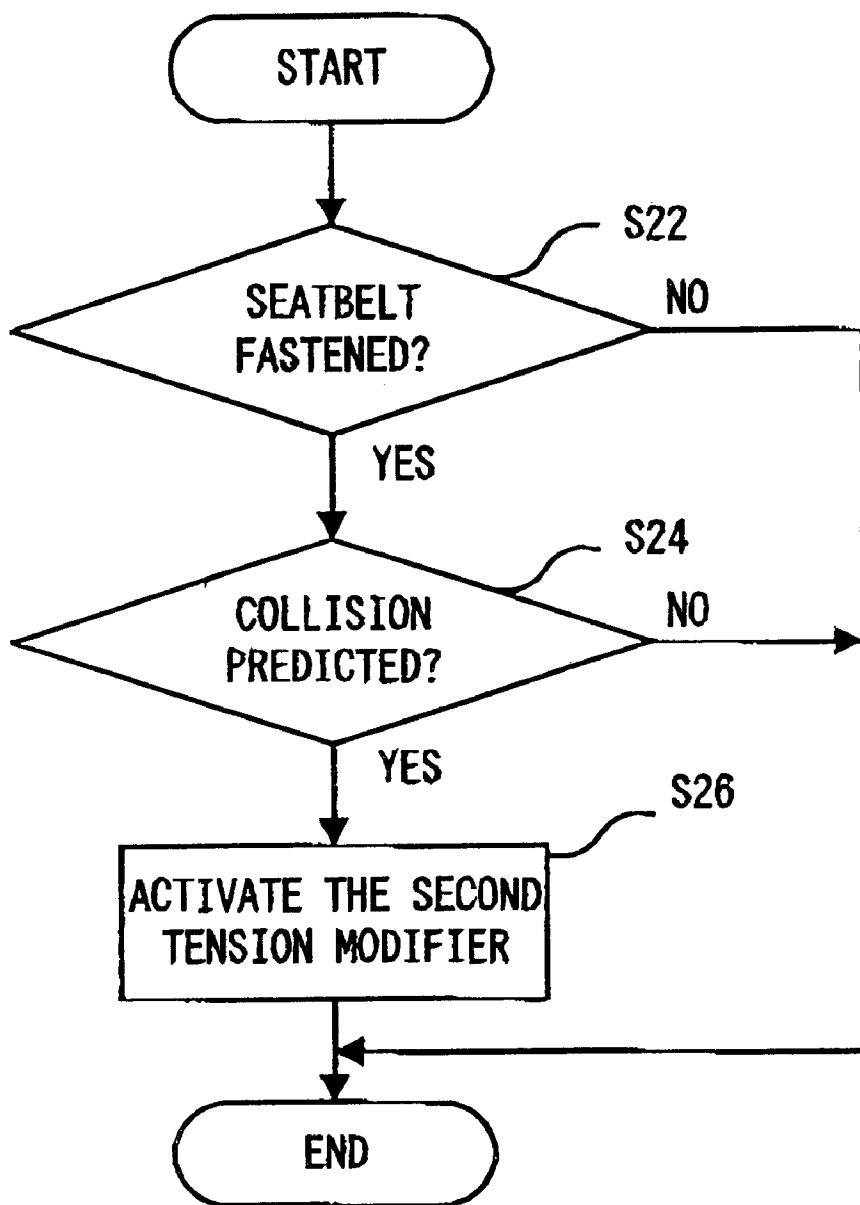 START
S22
SEATBELT
FASTENED?
NO
YES
S24
COLLISION
PREDICTED?
NO
YES
S26
ACTIVATE THE SECOND
TENSION MODIFIER
END